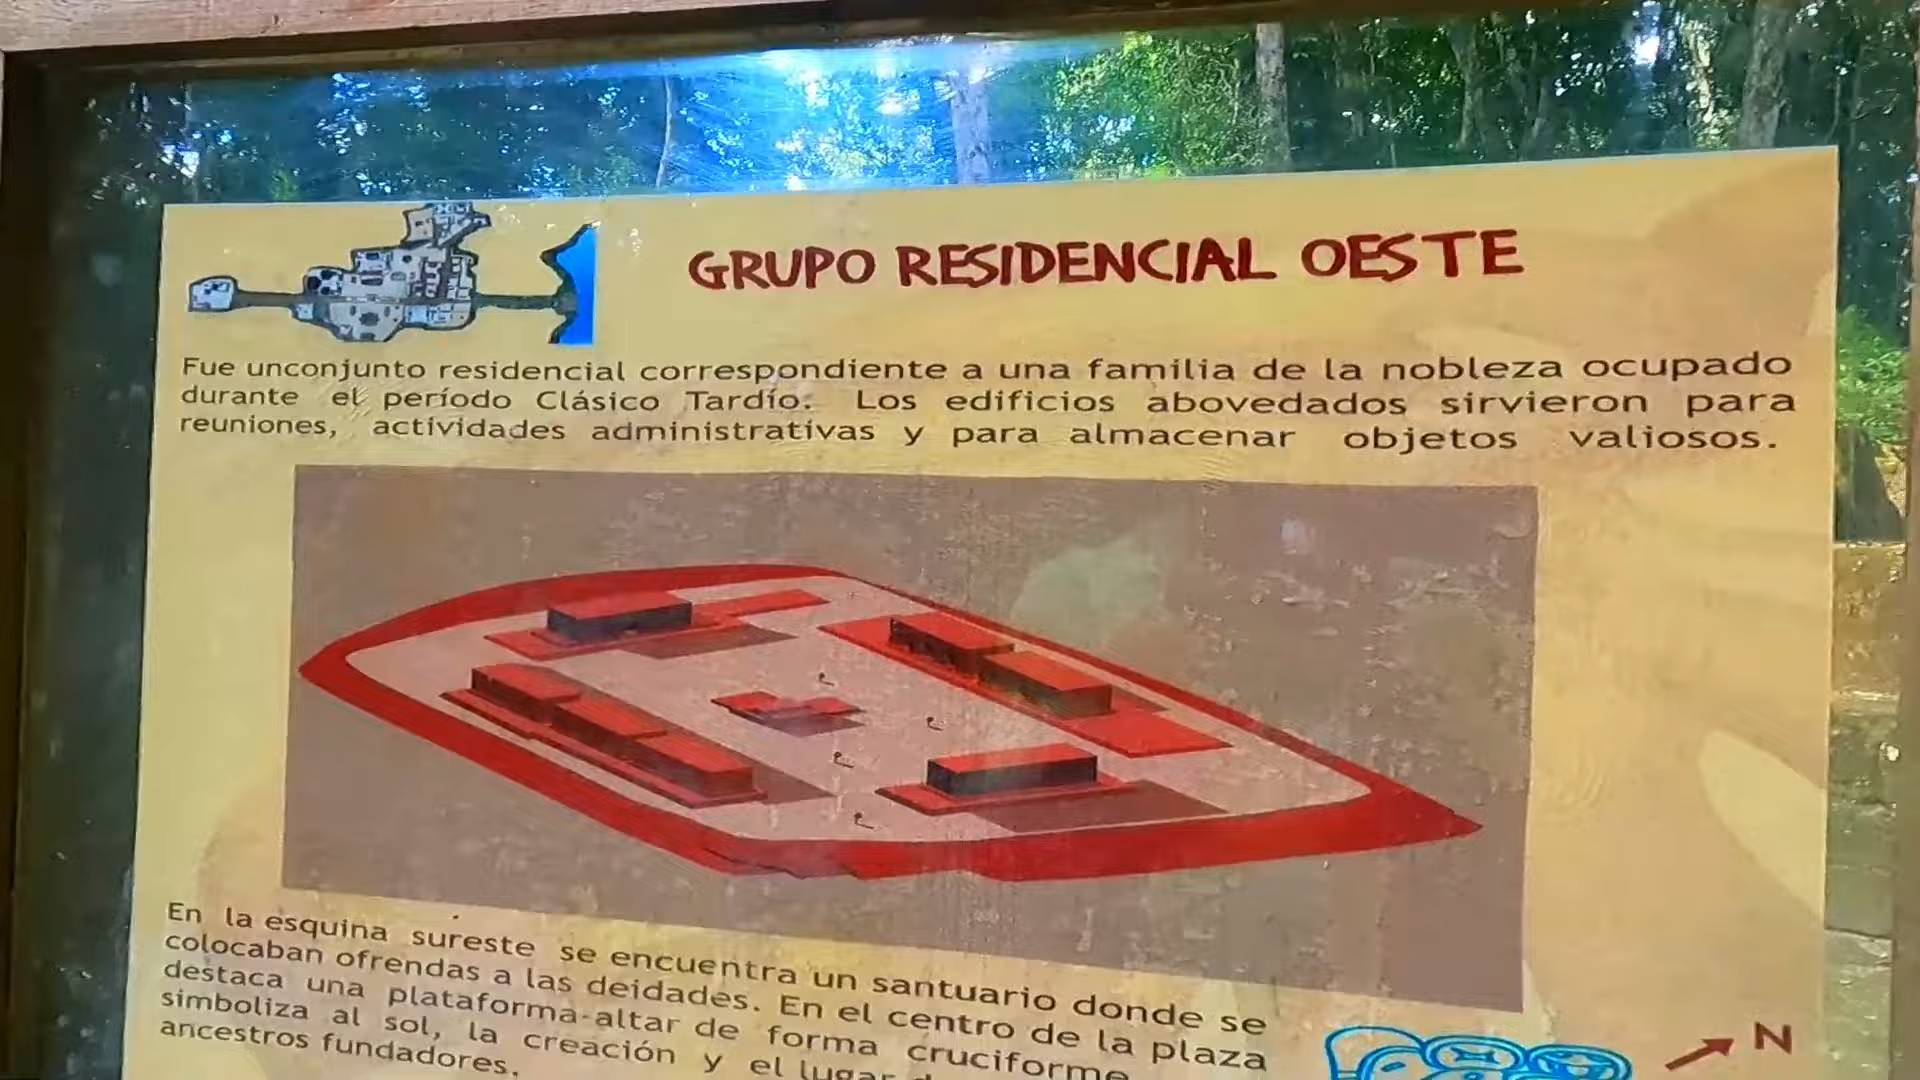 GRUPO RESIDENCIAL OESTE
Fue unconjunto residencial correspondiente a una familia de la nobleza ocupado
durante el período Clásico Tardío. Los edificios abovedados sirvieron para
reuniones, actividades administrativas y para almacenar objetos valiosos.
En la esquina sureste se encuentra un santuario donde se
colocaban ofrendas a las deidades. En el centro de la plaza
destaca una plataforma-altar de forma cruciforme
simboliza al sol, la creación y el lugar
ancestros fundadores.
N